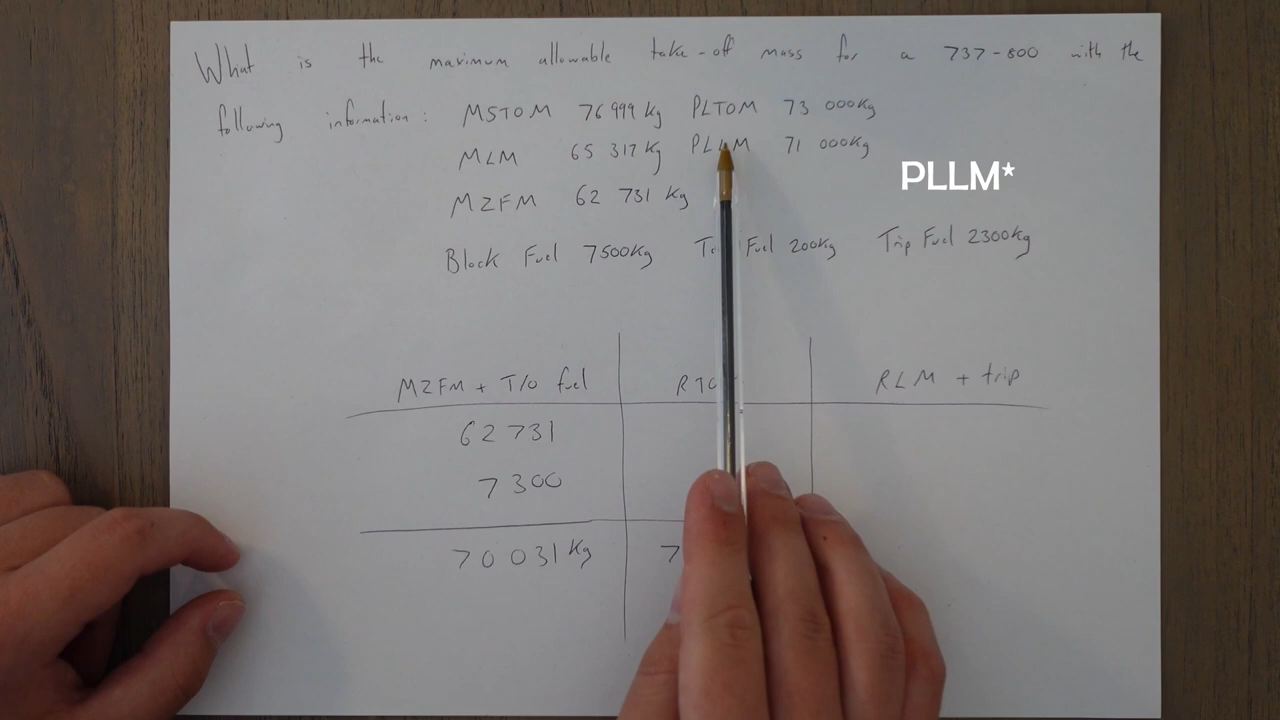 What is the maximum allowable take-off mass for a 737-800 with the
following information: MSTOM 76 999 Kg PLTOM 73 000Kg
MLM 65 317 Kg 71 000Kg
PLLM*
MZFM 62 731 Kg
Block Fuel 7500Kg Fuel 200Kg Trip Fuel 2300Kg
MZFM + T/O fuel RLM + trip
62 731
7 300
70 031 Kg 7